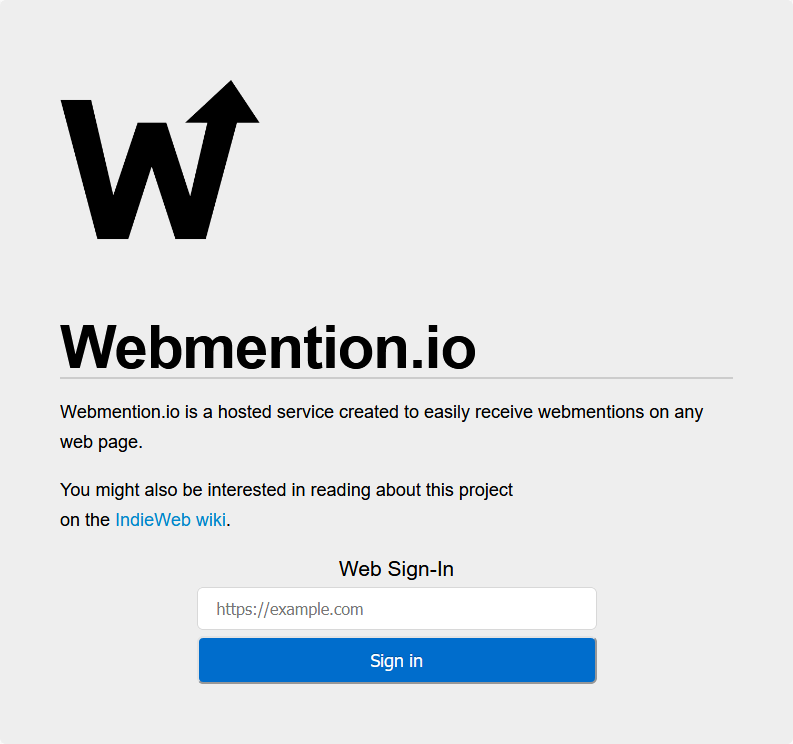 Webmention.io
Webmention.io is a hosted service created to easily receive webmentions on any
web page.
You might also be interested in reading about this project
on the IndieWeb wiki.
Web Sign-In
https://example.com
Sign in